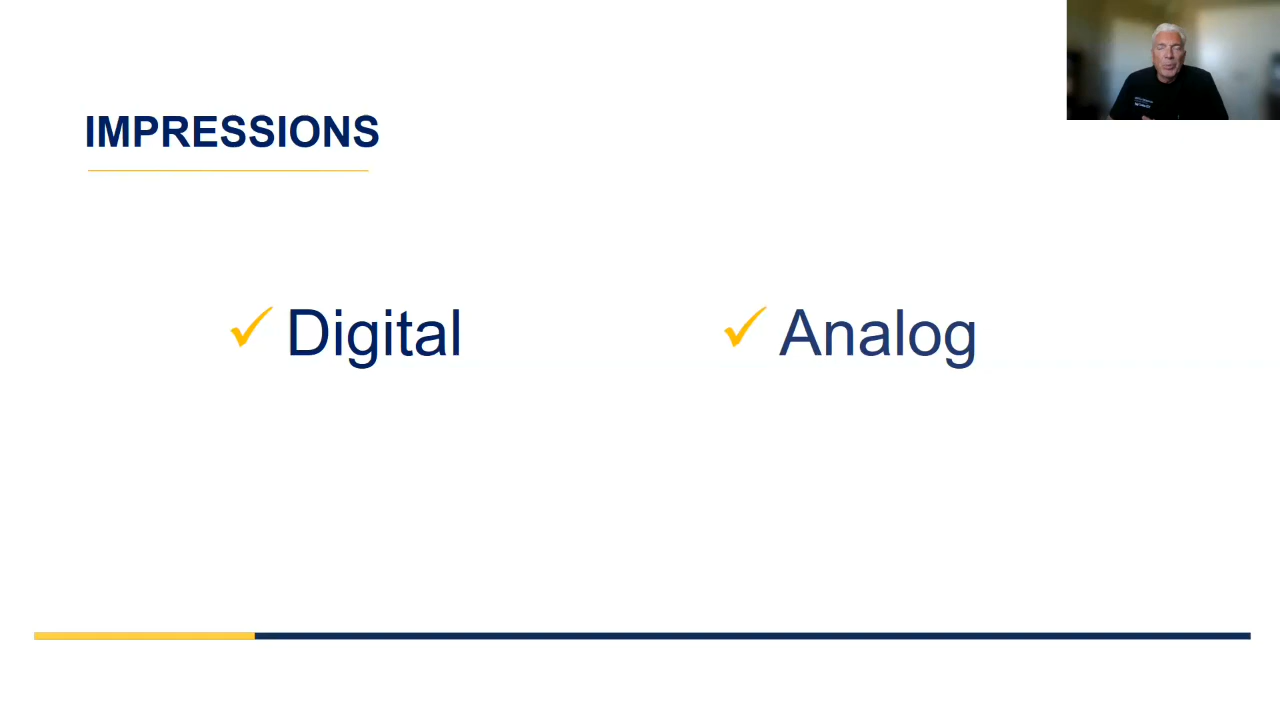 IMPRESSIONS
✓ Digital
✓ Analog